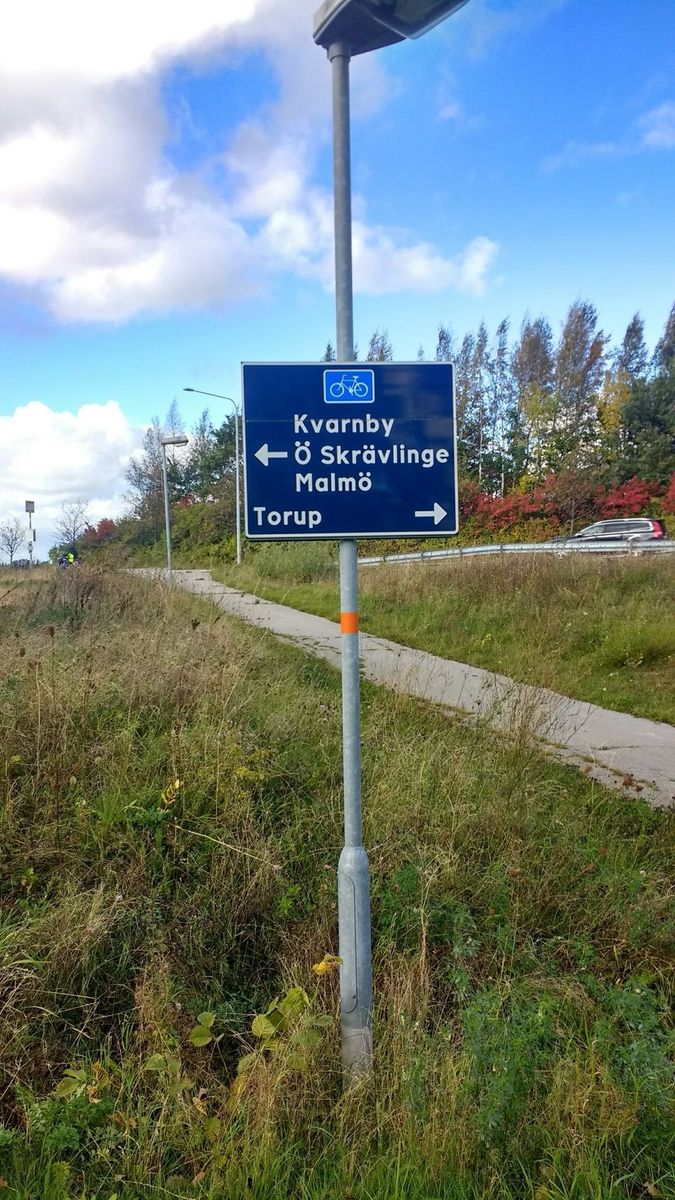 Kvarnby
Ö Skrävlinge
Malmö
Torup